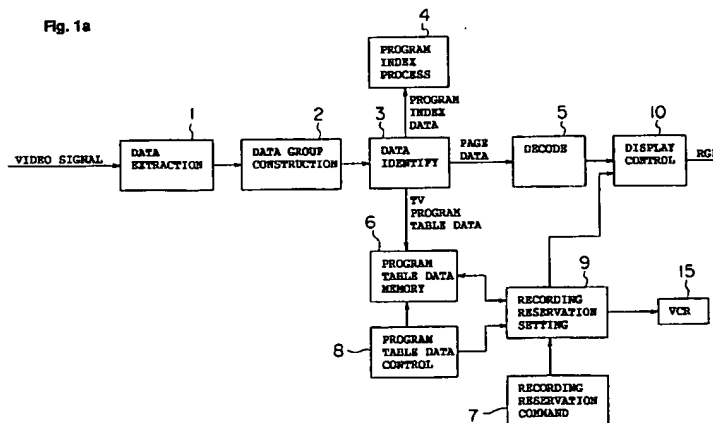 Fig. 1a
4
PROGRAM
INDEX
PROCESS
PROGRAM
INDEX
DATA
1
2
3
5
10
VIDEO SIGNAL
DATA
EXTRACTION
DATA GROUP
CONSTRUCTION
DATA
IDENTIFY
PAGE
DATA
DECODE
DISPLAY
CONTROL
RGB
TV
PROGRAM
TABLE DATA
6
PROGRAM
TABLE DATA
MEMORY
9
RECORDING
RESERVATION
SETTING
15
VCR
8
PROGRAM
TABLE DATA
CONTROL
7
RECORDING
RESERVATION
COMMAND